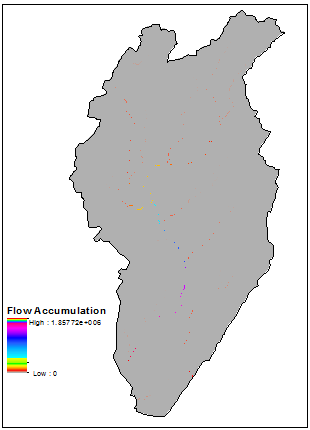 Flow Accumulation
High : 1.85772e+006
Low : 0